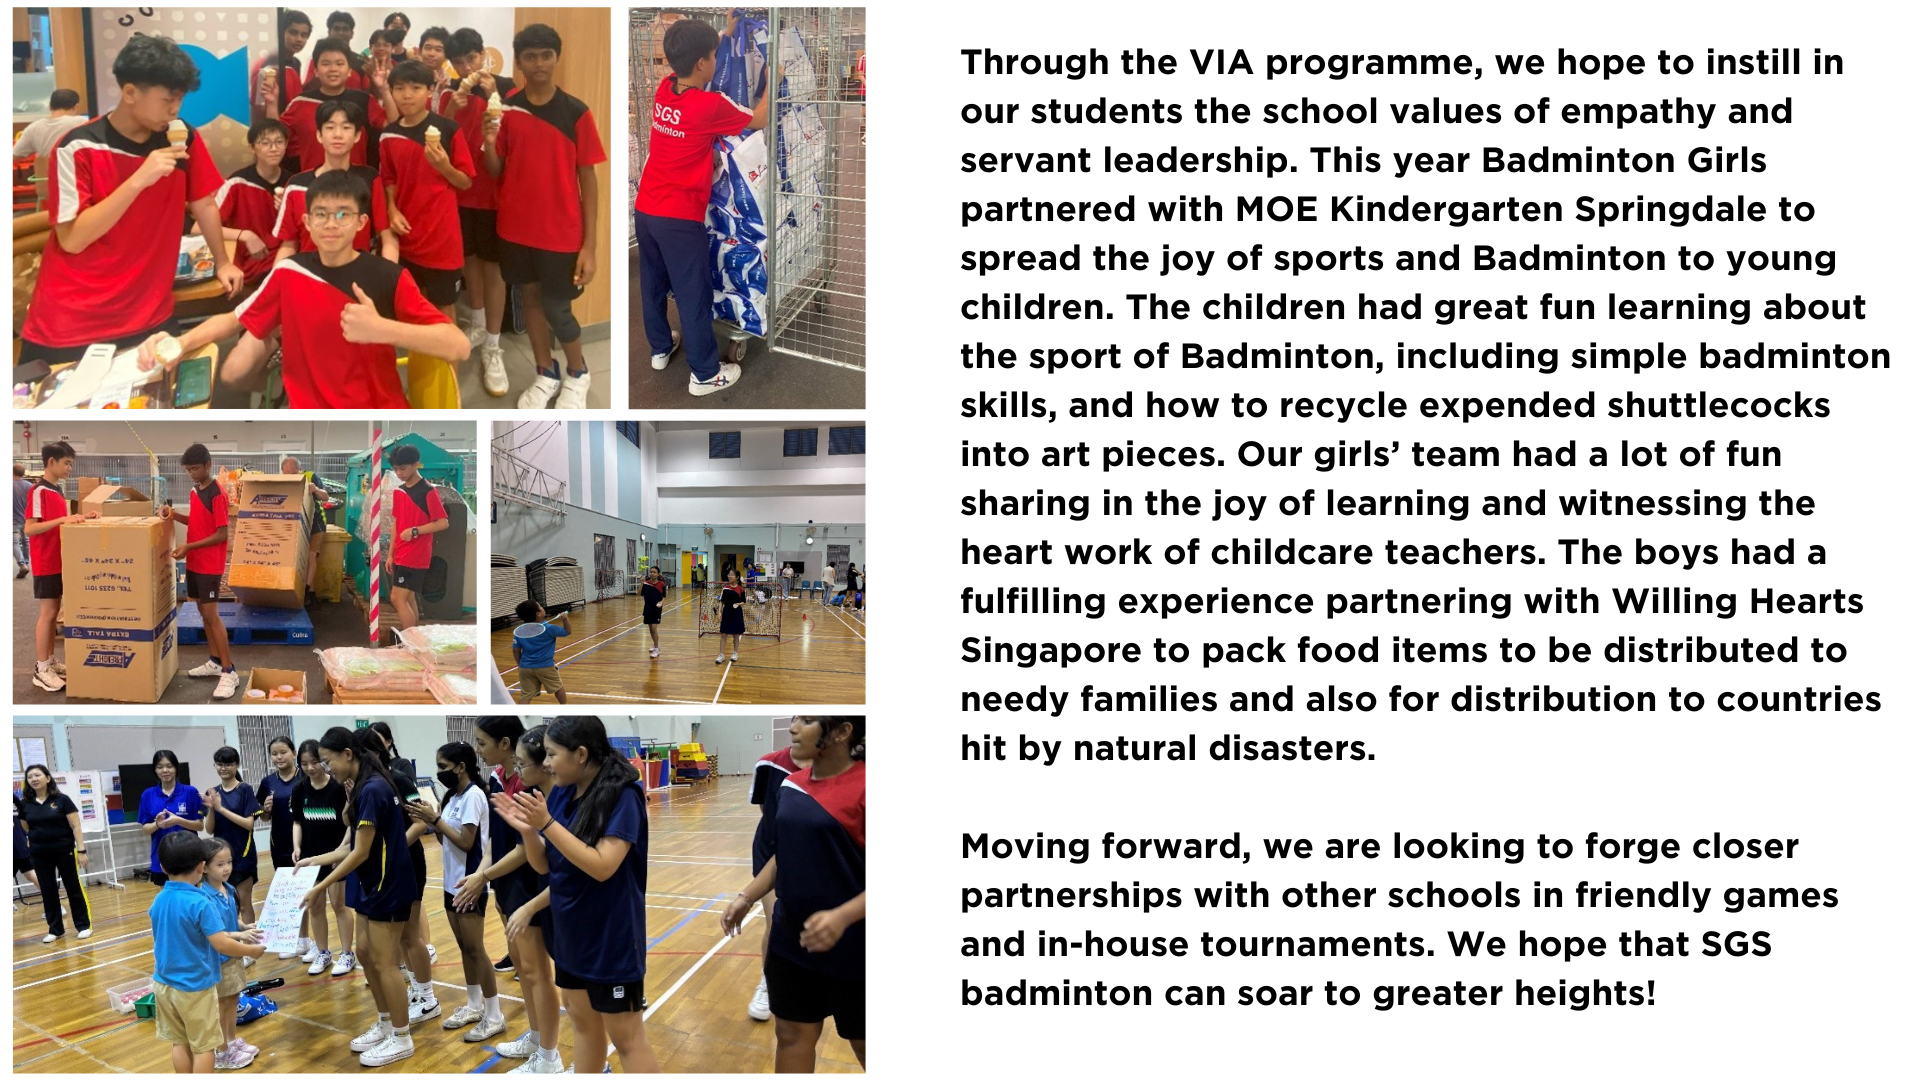 SGS
Badminton
Through the VIA programme, we hope to instill in
our students the school values of empathy and
servant leadership. This year Badminton Girls
partnered with MOE Kindergarten Springdale to
spread the joy of sports and Badminton to young
children. The children had great fun learning about
the sport of Badminton, including simple badminton
skills, and how to recycle expended shuttlecocks
into art pieces. Our girls’ team had a lot of fun
sharing in the joy of learning and witnessing the
heart work of childcare teachers. The boys had a
fulfilling experience partnering with Willing Hearts
Singapore to pack food items to be distributed to
needy families and also for distribution to countries
hit by natural disasters.
Moving forward, we are looking to forge closer
partnerships with other schools in friendly games
and in-house tournaments. We hope that SGS
badminton can soar to greater heights!